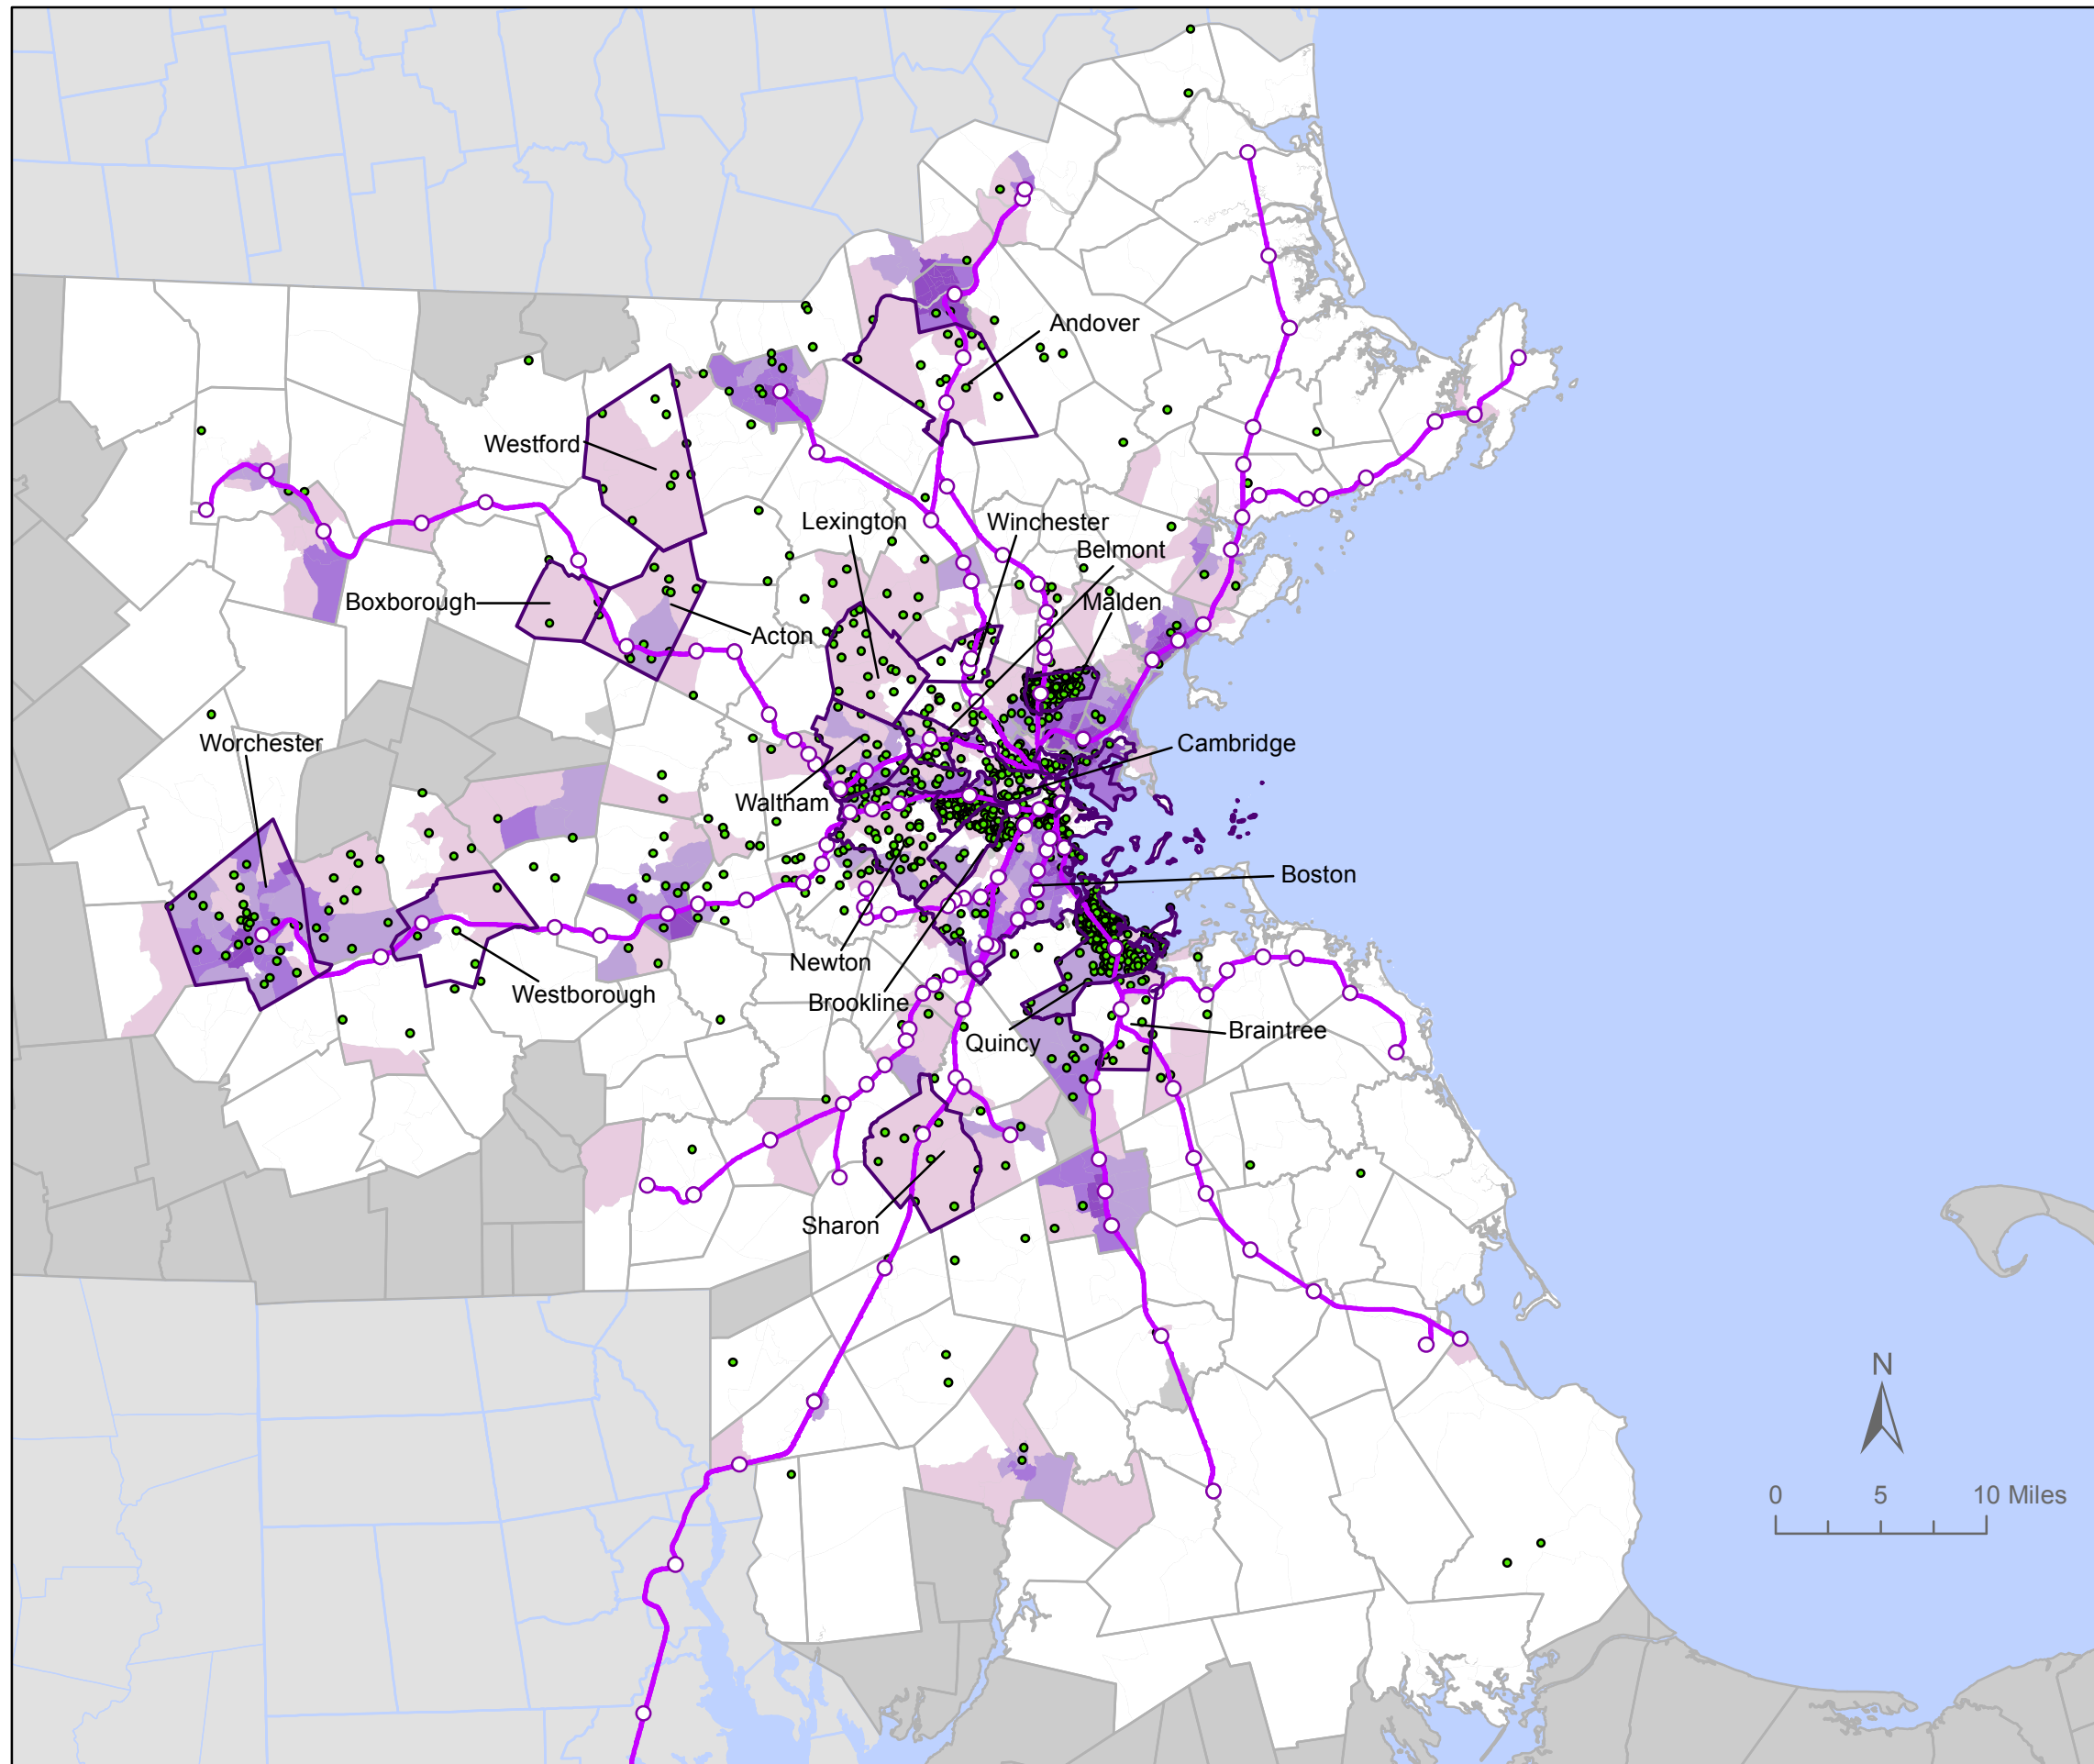 Andover
Westford
Lexington
Winchester
Belmont
Boxborough
Malden
Acton
Worchester
Cambridge
Waltham
Boston
Newton
Westborough
Brookline
Quincy
Braintree
Sharon
N
0 5 10 Miles